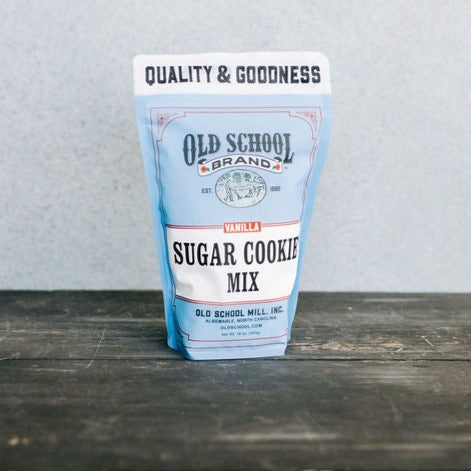 QUALITY & GOODNESS
OLD SCHOOL
BRAND
EST. 1992
VANILLA
SUGAR COOKIE
MIX
OLD SCHOOL MILL, INC.
ALBEMARLE, NORTH CAROLINA
OLDSCHOOL.COM